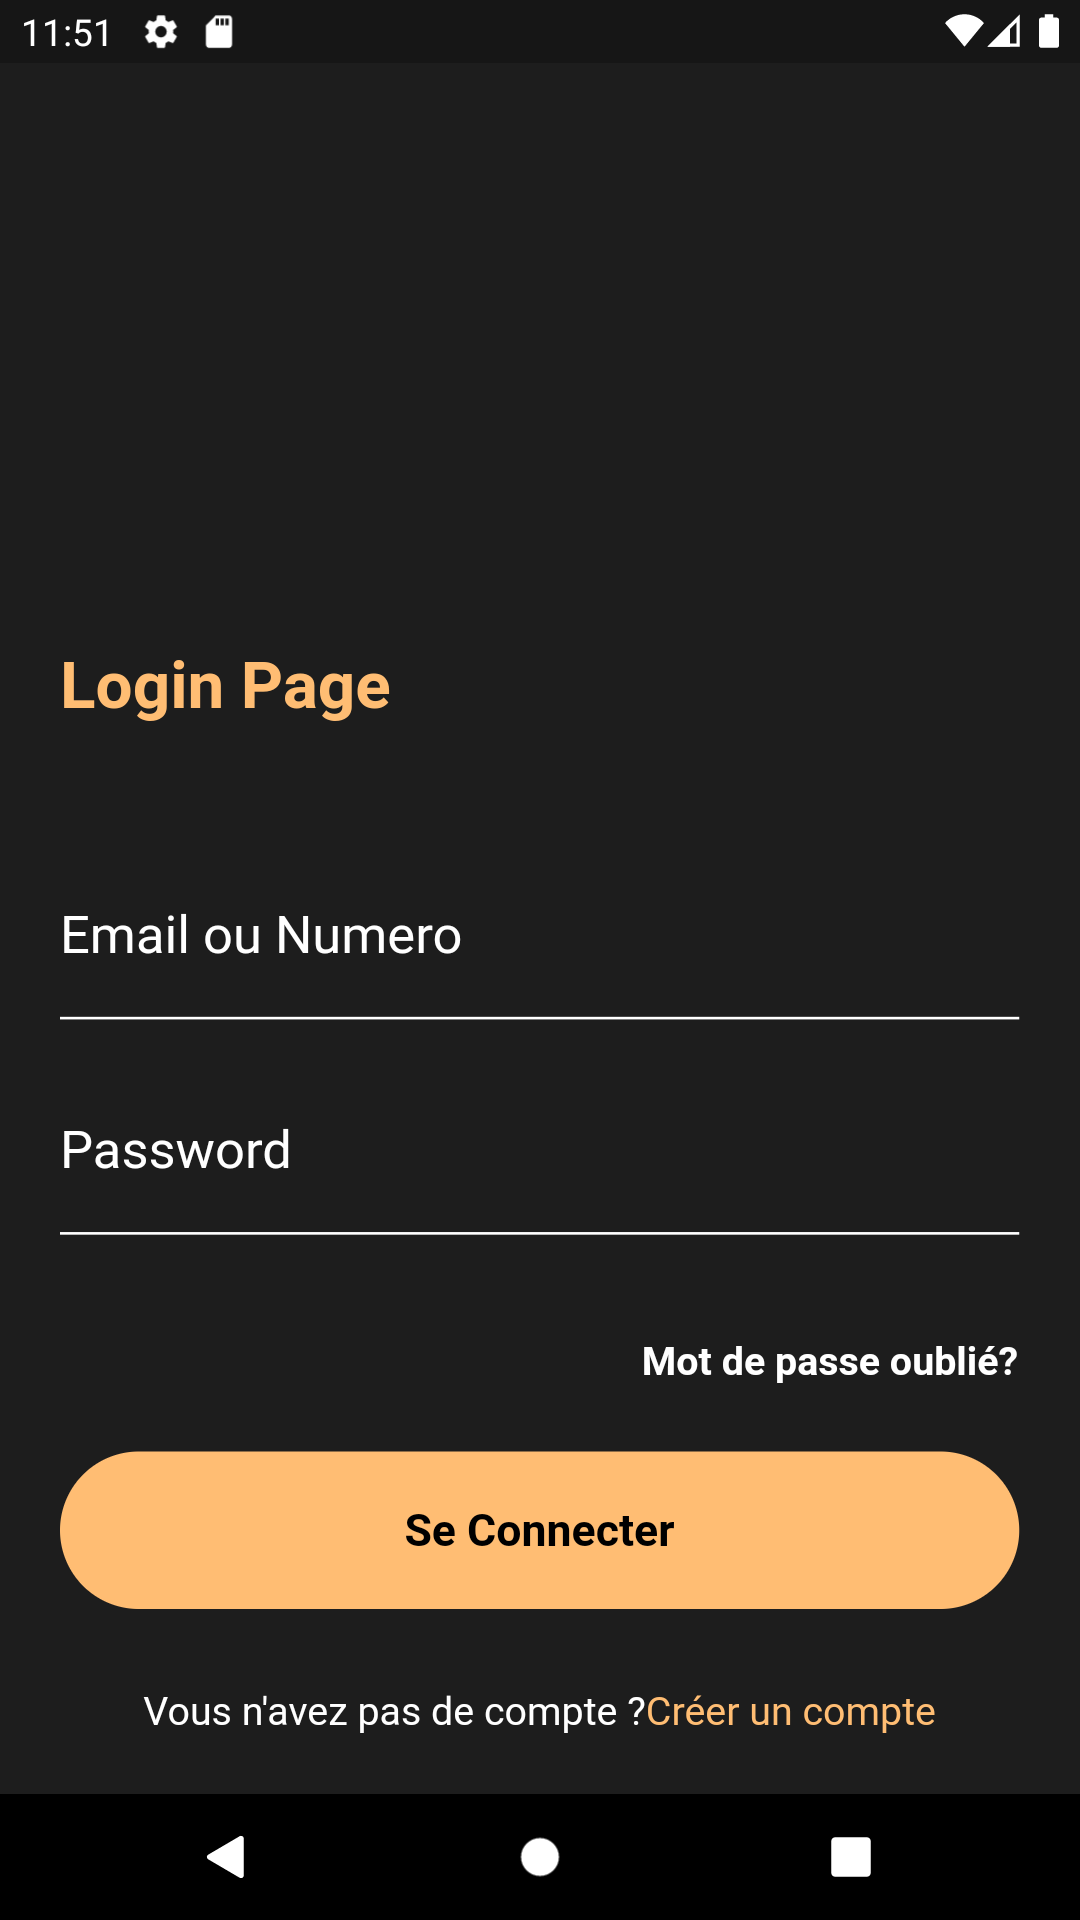 11:51
Login Page
Email ou Numero
Password
Mot de passe oublié?
Se Connecter
Vous n'avez pas de compte ?Créer un compte